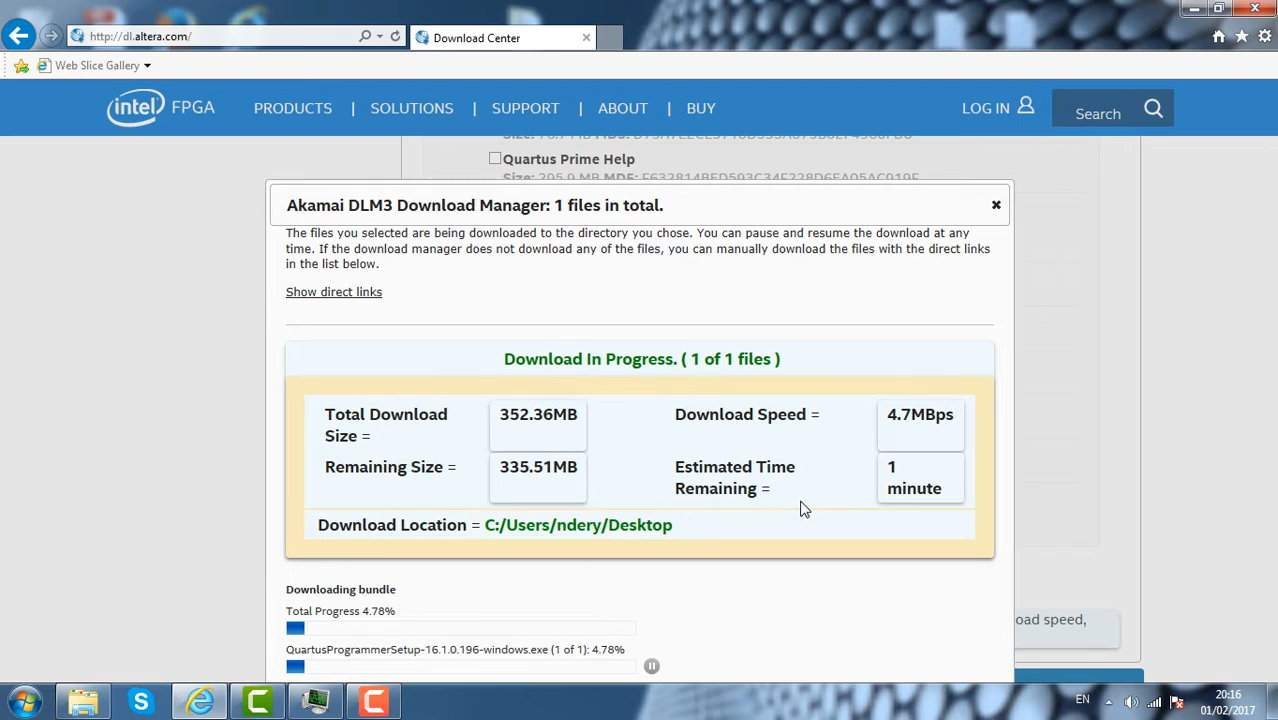 http://dl.altera.com/
Download Center
Web Slice Gallery
intel FPGA
PRODUCTS | SOLUTIONS | SUPPORT | ABOUT | BUY
LOG IN
Search
Quartus Prime Help
Akamai DLM3 Download Manager: 1 files in total.
The files you selected are being downloaded to the directory you chose. You can pause and resume the download at any
time. If the download manager does not download any of the files, you can manually download the files with the direct links
in the list below.
Show direct links
Download In Progress. ( 1 of 1 files )
Total Download Size = 352.36MB
Download Speed = 4.7MBps
Remaining Size = 335.51MB
Estimated Time Remaining = 1 minute
Download Location = C:/Users/ndery/Desktop
Downloading bundle
Total Progress 4.78%
oad speed,
QuartusProgrammerSetup-16.1.0.196-windows.exe (1 of 1): 4.78%
EN
20:16
01/02/2017